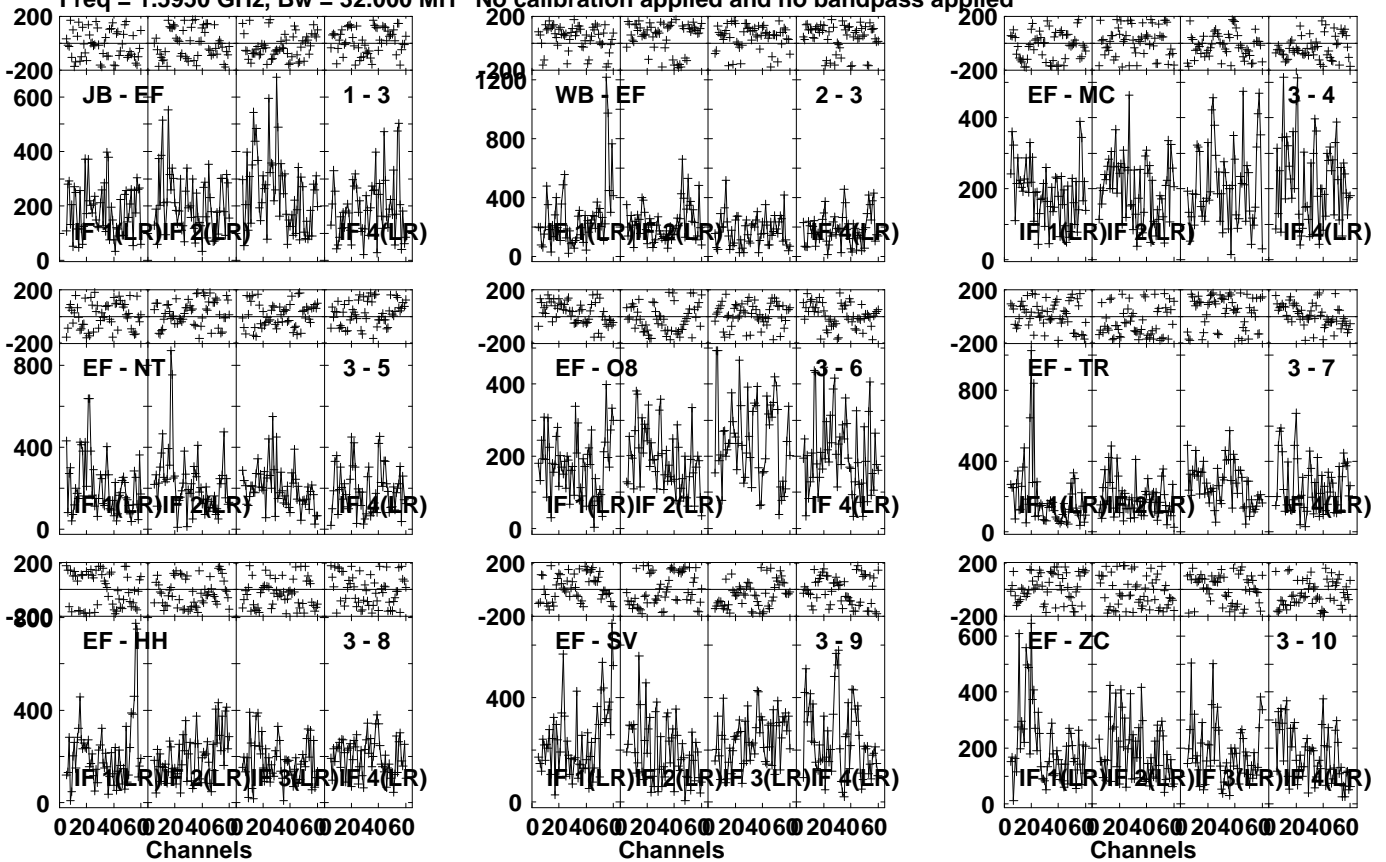 Freq = 1.5950 GHz, Bw = 32.000 MH No calibration applied and no bandpass applied
200
-200
JB - EF 1 - 3
600
400
200
0
IF 1(LR) IF 2(LR) IF 4(LR)
200
-200
1200
WB - EF 2 - 3
800
400
0
IF 1(LR) IF 2(LR) IF 4(LR)
200
-200
EF - MC 3 - 4
400
200
0
IF 1(LR) IF 2(LR) IF 4(LR)
200
-200
800
EF - NT 3 - 5
400
0
IF 1(LR) IF 2(LR) IF 4(LR)
200
-200
EF - O8 3 - 6
400
200
0
IF 1(LR) IF 2(LR) IF 4(LR)
200
-200
EF - TR 3 - 7
800
400
0
IF 1(LR) IF 2(LR) IF 4(LR)
200
-200
800
EF - HH 3 - 8
400
0
IF 1(LR) IF 2(LR) IF 3(LR) IF 4(LR)
0 20 40 60 0 20 40 60 0 20 40 60 0 20 40 60
Channels
200
-200
EF - SV 3 - 9
400
0
IF 1(LR) IF 2(LR) IF 3(LR) IF 4(LR)
0 20 40 60 0 20 40 60 0 20 40 60 0 20 40 60
Channels
200
-200
600
EF - ZC 3 - 10
400
200
0
IF 1(LR) IF 2(LR) IF 3(LR) IF 4(LR)
0 20 40 60 0 20 40 60 0 20 40 60 0 20 40 60
Channels